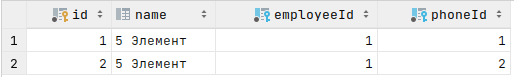 id name employeeId phoneId
1 1 5 Элемент 1 1
2 2 5 Элемент 1 2